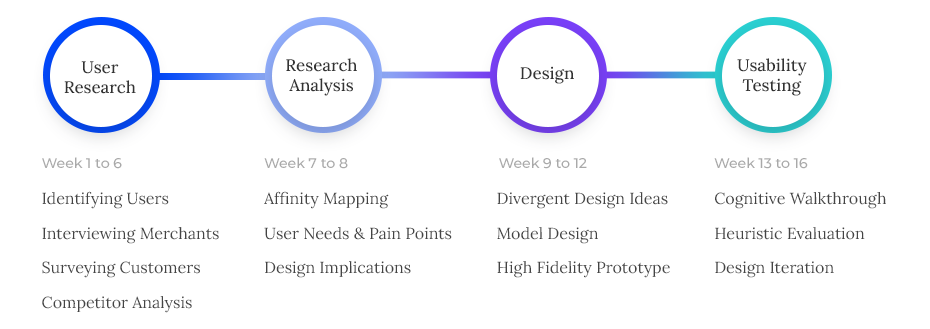 User
Research
Research
Analysis
Design
Usability
Testing
Week 1 to 6
Identifying Users
Interviewing Merchants
Surveying Customers
Competitor Analysis
Week 7 to 8
Affinity Mapping
User Needs & Pain Points
Design Implications
Week 9 to 12
Divergent Design Ideas
Model Design
High Fidelity Prototype
Week 13 to 16
Cognitive Walkthrough
Heuristic Evaluation
Design Iteration